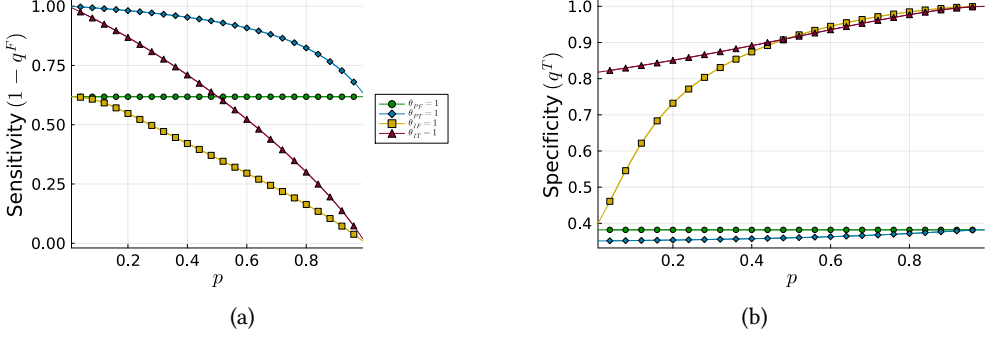 Sensitivity (1 − q^F)
1.00
0.75
0.50
0.25
0.00
0.2
0.4
0.6
0.8
p
θ_PF = 1
θ_PT = 1
θ_IF = 1
θ_IT − 1
(a)
Specificity (q^T)
1.0
0.9
0.8
0.7
0.6
0.5
0.4
0.2
0.4
0.6
0.8
p
(b)